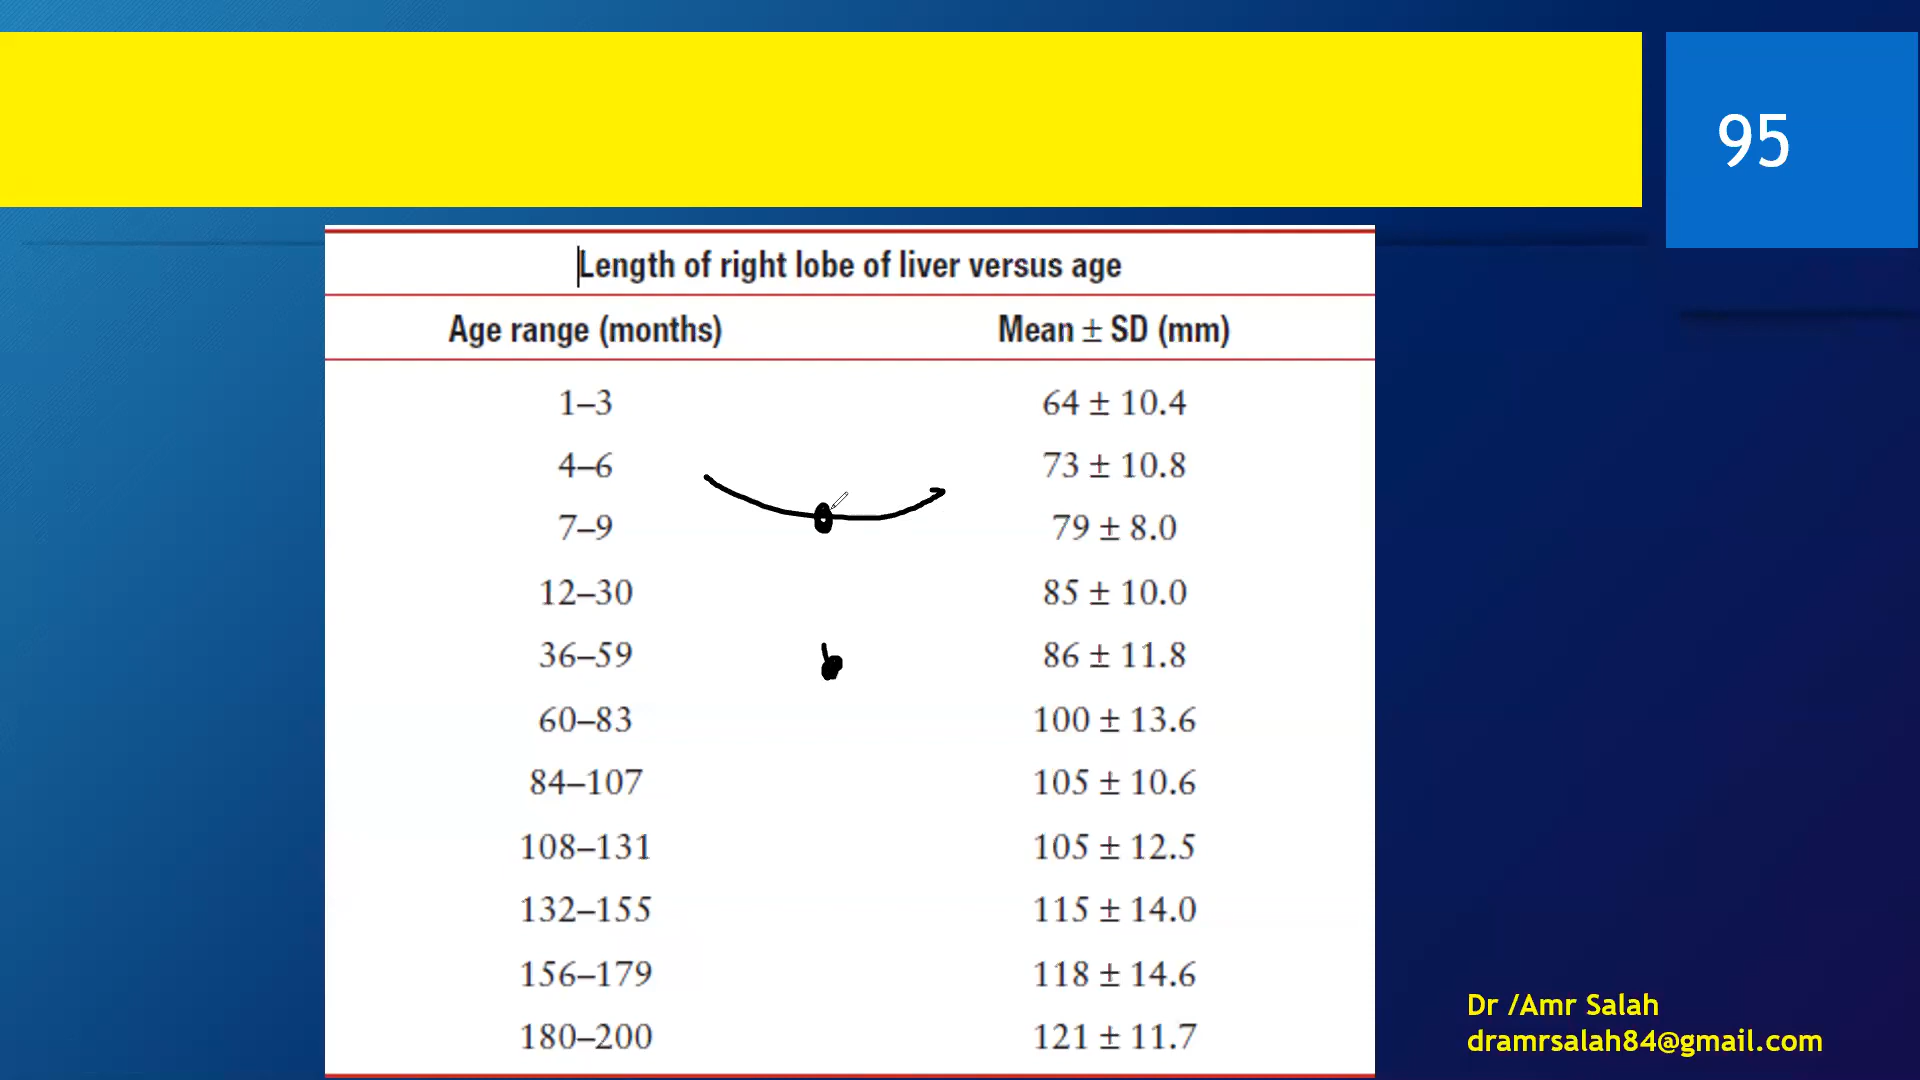 95
Length of right lobe of liver versus age
Age range (months) Mean ± SD (mm)
1–3 64 ± 10.4
4–6 73 ± 10.8
7–9 79 ± 8.0
12–30 85 ± 10.0
36–59 86 ± 11.8
60–83 100 ± 13.6
84–107 105 ± 10.6
108–131 105 ± 12.5
132–155 115 ± 14.0
156–179 118 ± 14.6
180–200 121 ± 11.7
Dr /Amr Salah
dramrsalah84@gmail.com